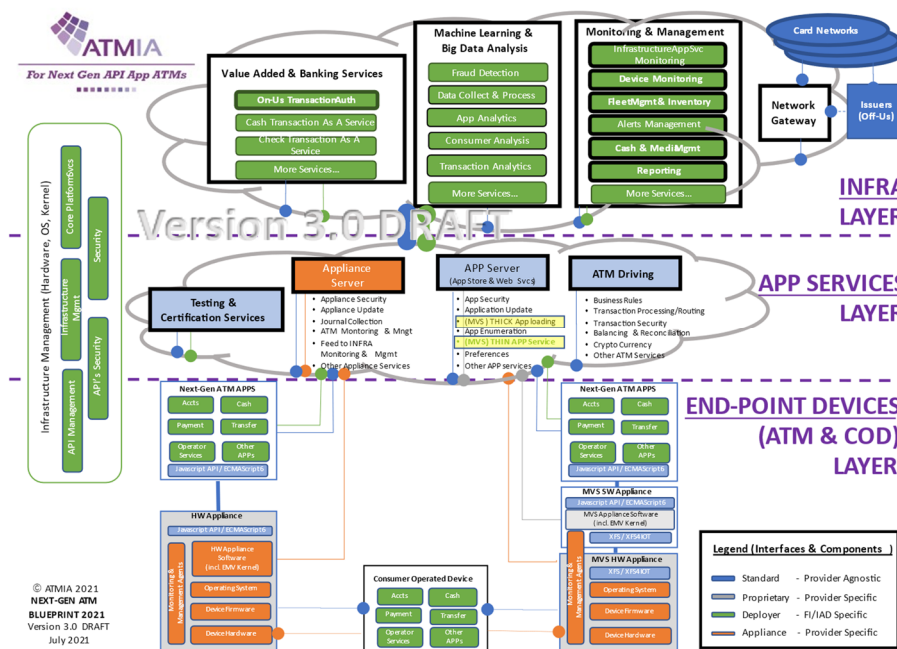 ATMIA
For Next Gen API App ATMs
Value Added & Banking Services
On-Us TransactionAuth
Cash Transaction As A Service
Check Transaction As A
Service
More Services...
Machine Learning &
Big Data Analysis
Fraud Detection
Data Collect & Process
App Analytics
Consumer Analysis
Transaction Analytics
More Services...
Monitoring & Management
InfrastructureAppSvc
Monitoring
Device Monitoring
FleetMgmt & Inventory
Alerts Management
Cash & MediMgmt
Reporting
More Services...
Card Networks
Network
Gateway
Issuers
(Off-Us)
INFRA
LAYER
Version 3.0 DRAFT
Infrastructure Management (Hardware, OS, Kernel)
Core PlatformSvcs
Infrastructure
Mgmt
API Management
Security
API's Security
Testing &
Certification Services
Appliance
Server
• Appliance Security
• Appliance Update
• Journal Collection
• ATM Monitoring & Mngt
• Feed to INFRA
Monitoring & Mgmt
• Other Appliance Services
APP Server
(App Store & Web Svcs)
• App Security
• Application Update
• (MVS) THICK App loading
• App Enumeration
• (MVS) THIN APP Service
• Preferences
• Other APP services
ATM Driving
• Business Rules
• Transaction Processing/Routing
• Transaction Security
• Balancing & Reconciliation
• Crypto Currency
• Other ATM Services
APP SERVICES
LAYER
END-POINT DEVICES
(ATM & COD)
LAYER
Next-Gen ATM APPS
Accts
Cash
Payment
Transfer
Operator
Services
Other
APPs
Javascript API / ECMAScript6
HW Appliance
Javascript API / ECMAScript6
Monitoring &
Management Agents
HW Appliance
Software
(incl. EMV Kernel)
Operating System
Device Firmware
Device Hardware
Consumer Operated Device
Accts
Cash
Payment
Transfer
Operator
Services
Other
APPs
Next-Gen ATM APPS
Accts
Cash
Payment
Transfer
Operator
Services
Other
APPs
Javascript API / ECMAScript6
MVS SW Appliance
Javascript API / ECMAScript6
MVS Appliance Software
(incl. EMV Kernel)
XFS / XFS4IOT
MVS HW Appliance
XFS / XFS4IOT
Monitoring &
Management Agents
Operating System
Device Firmware
Device Hardware
Legend (Interfaces & Components )
Standard - Provider Agnostic
Proprietary - Provider Specific
Deployer - FI/IAD Specific
Appliance - Provider Specific
© ATMIA 2021
NEXT-GEN ATM
BLUEPRINT 2021
Version 3.0 DRAFT
July 2021